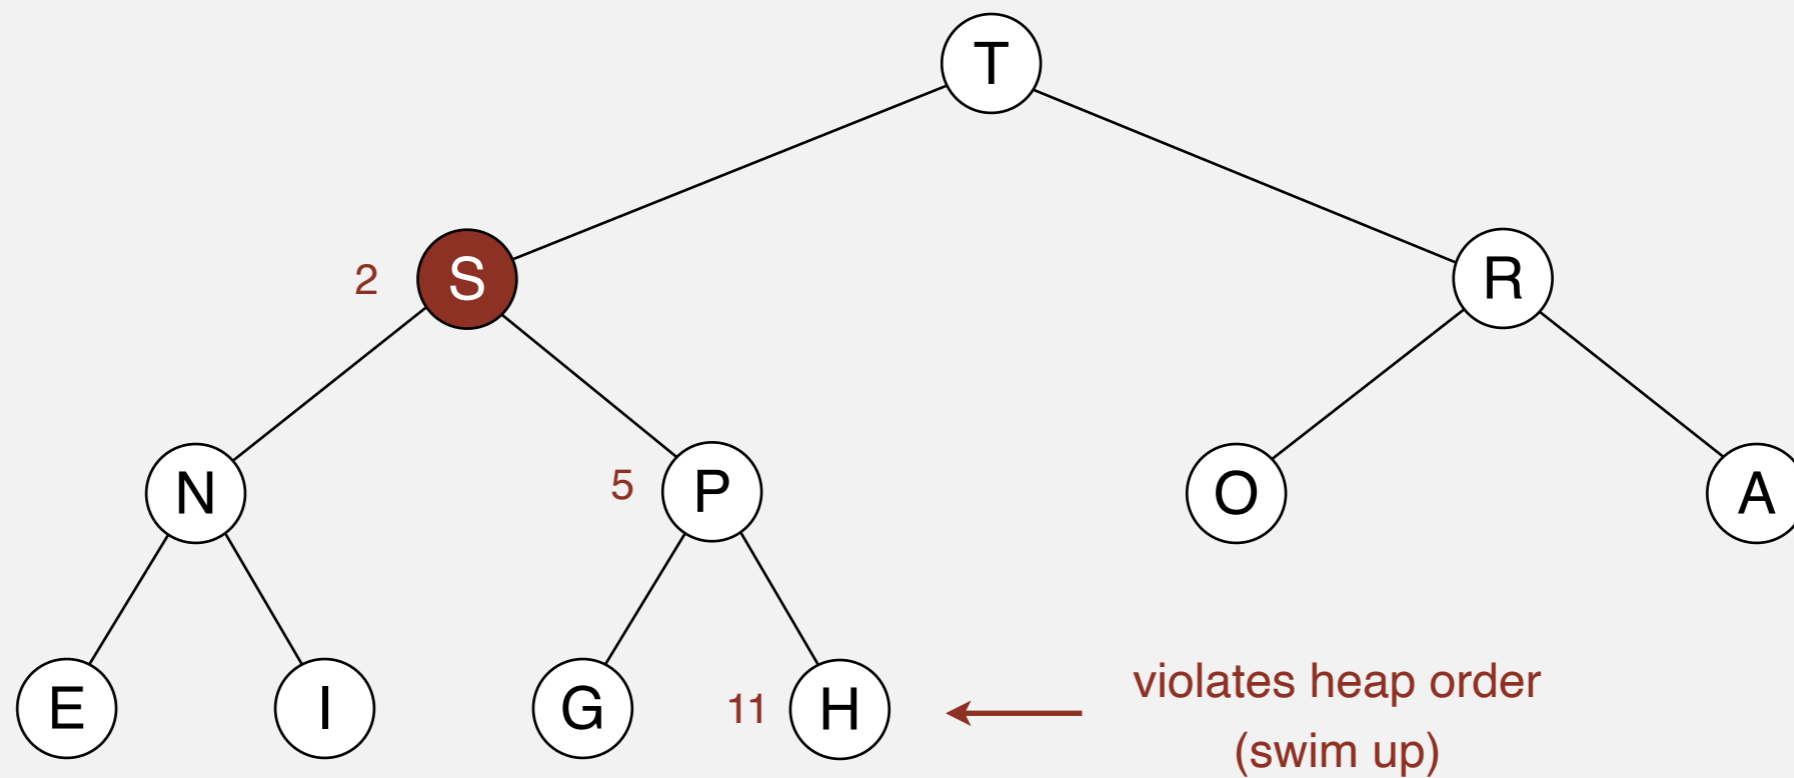 T
2 S R
N 5 P O A
E I G 11 H
violates heap order
(swim up)